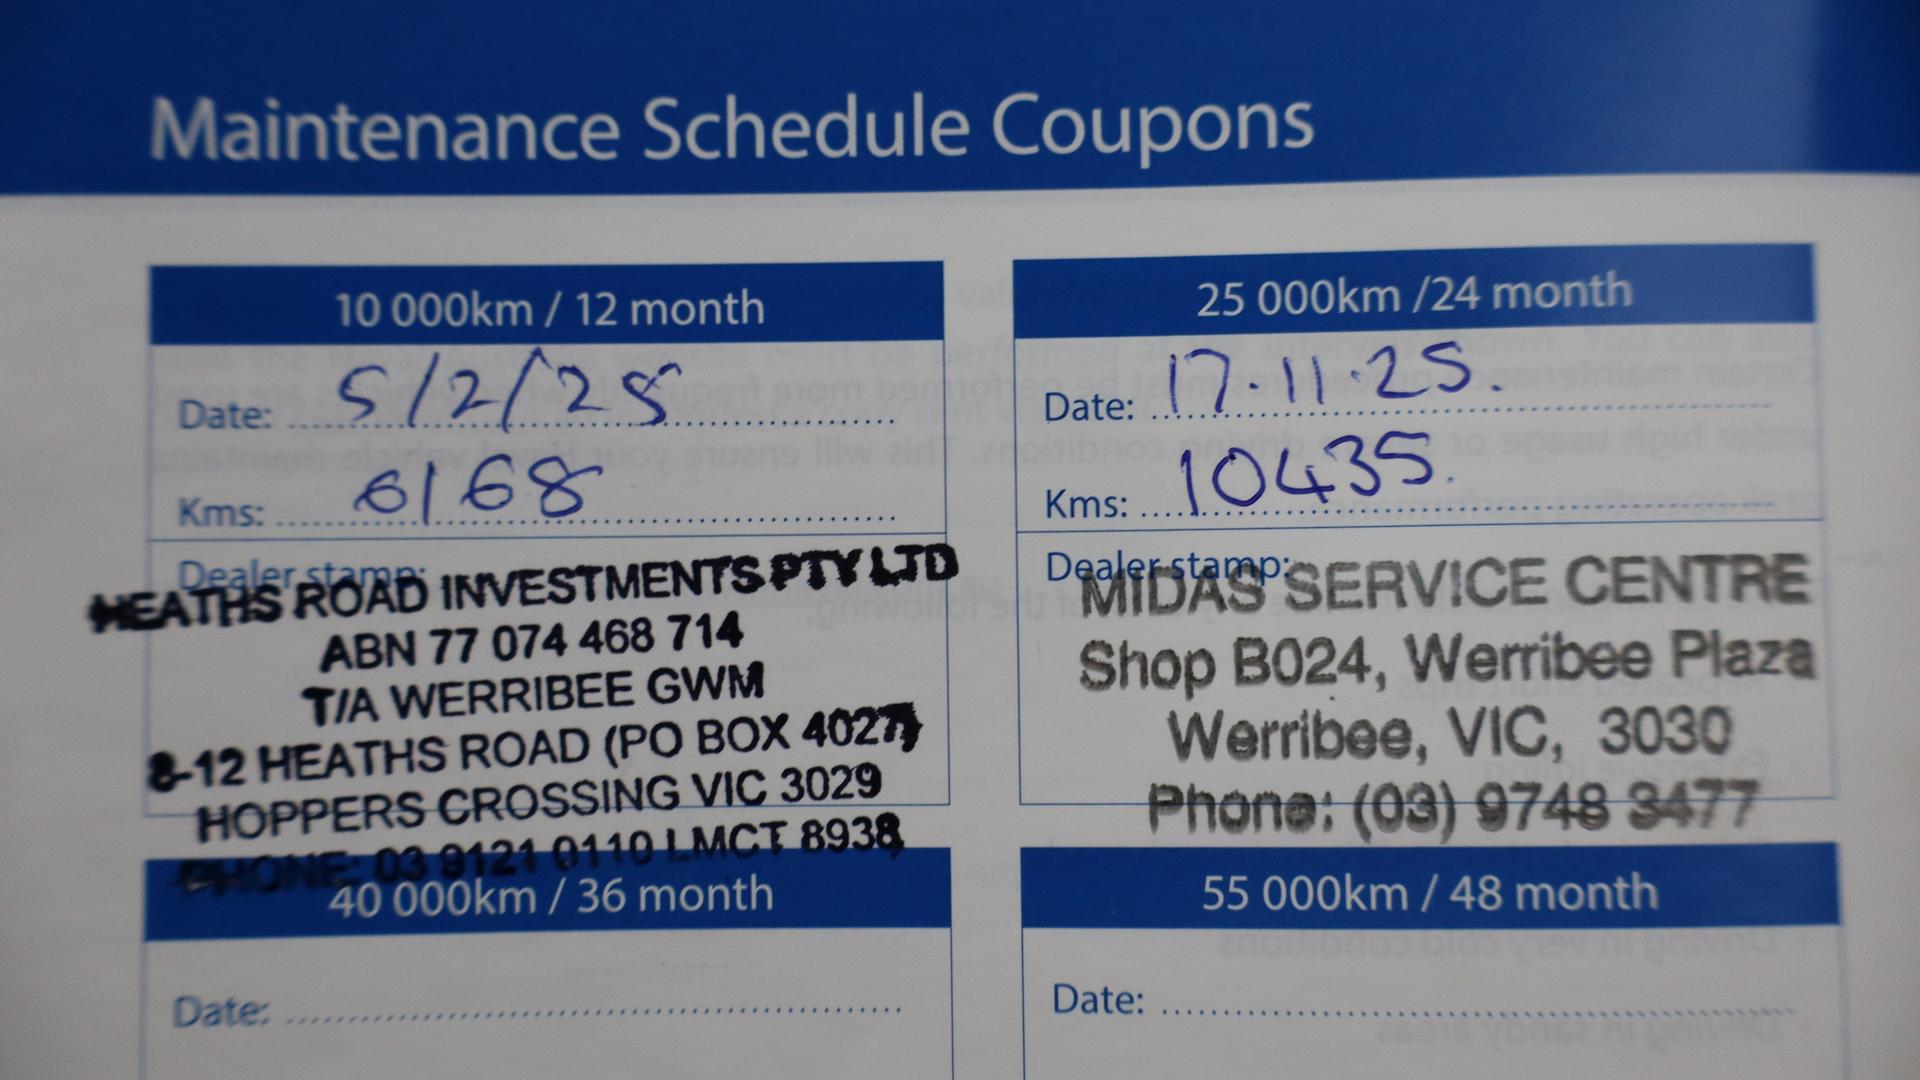 Maintenance Schedule Coupons
10 000km / 12 month
Date: 5/2/25
Kms: 6168
Dealer stamp:
HEATHS ROAD INVESTMENTS PTY LTD
ABN 77 074 468 714
T/A WERRIBEE GWM
8-12 HEATHS ROAD (PO BOX 4027)
HOPPERS CROSSING VIC 3029
PHONE: 03 9121 0110 LMCT 8938
25 000km /24 month
Date: 17.11.25.
Kms: 10435.
Dealer stamp:
MIDAS SERVICE CENTRE
Shop B024, Werribee Plaza
Werribee, VIC, 3030
Phone: (03) 9748 3477
40 000km / 36 month
Date:
55 000km / 48 month
Date: